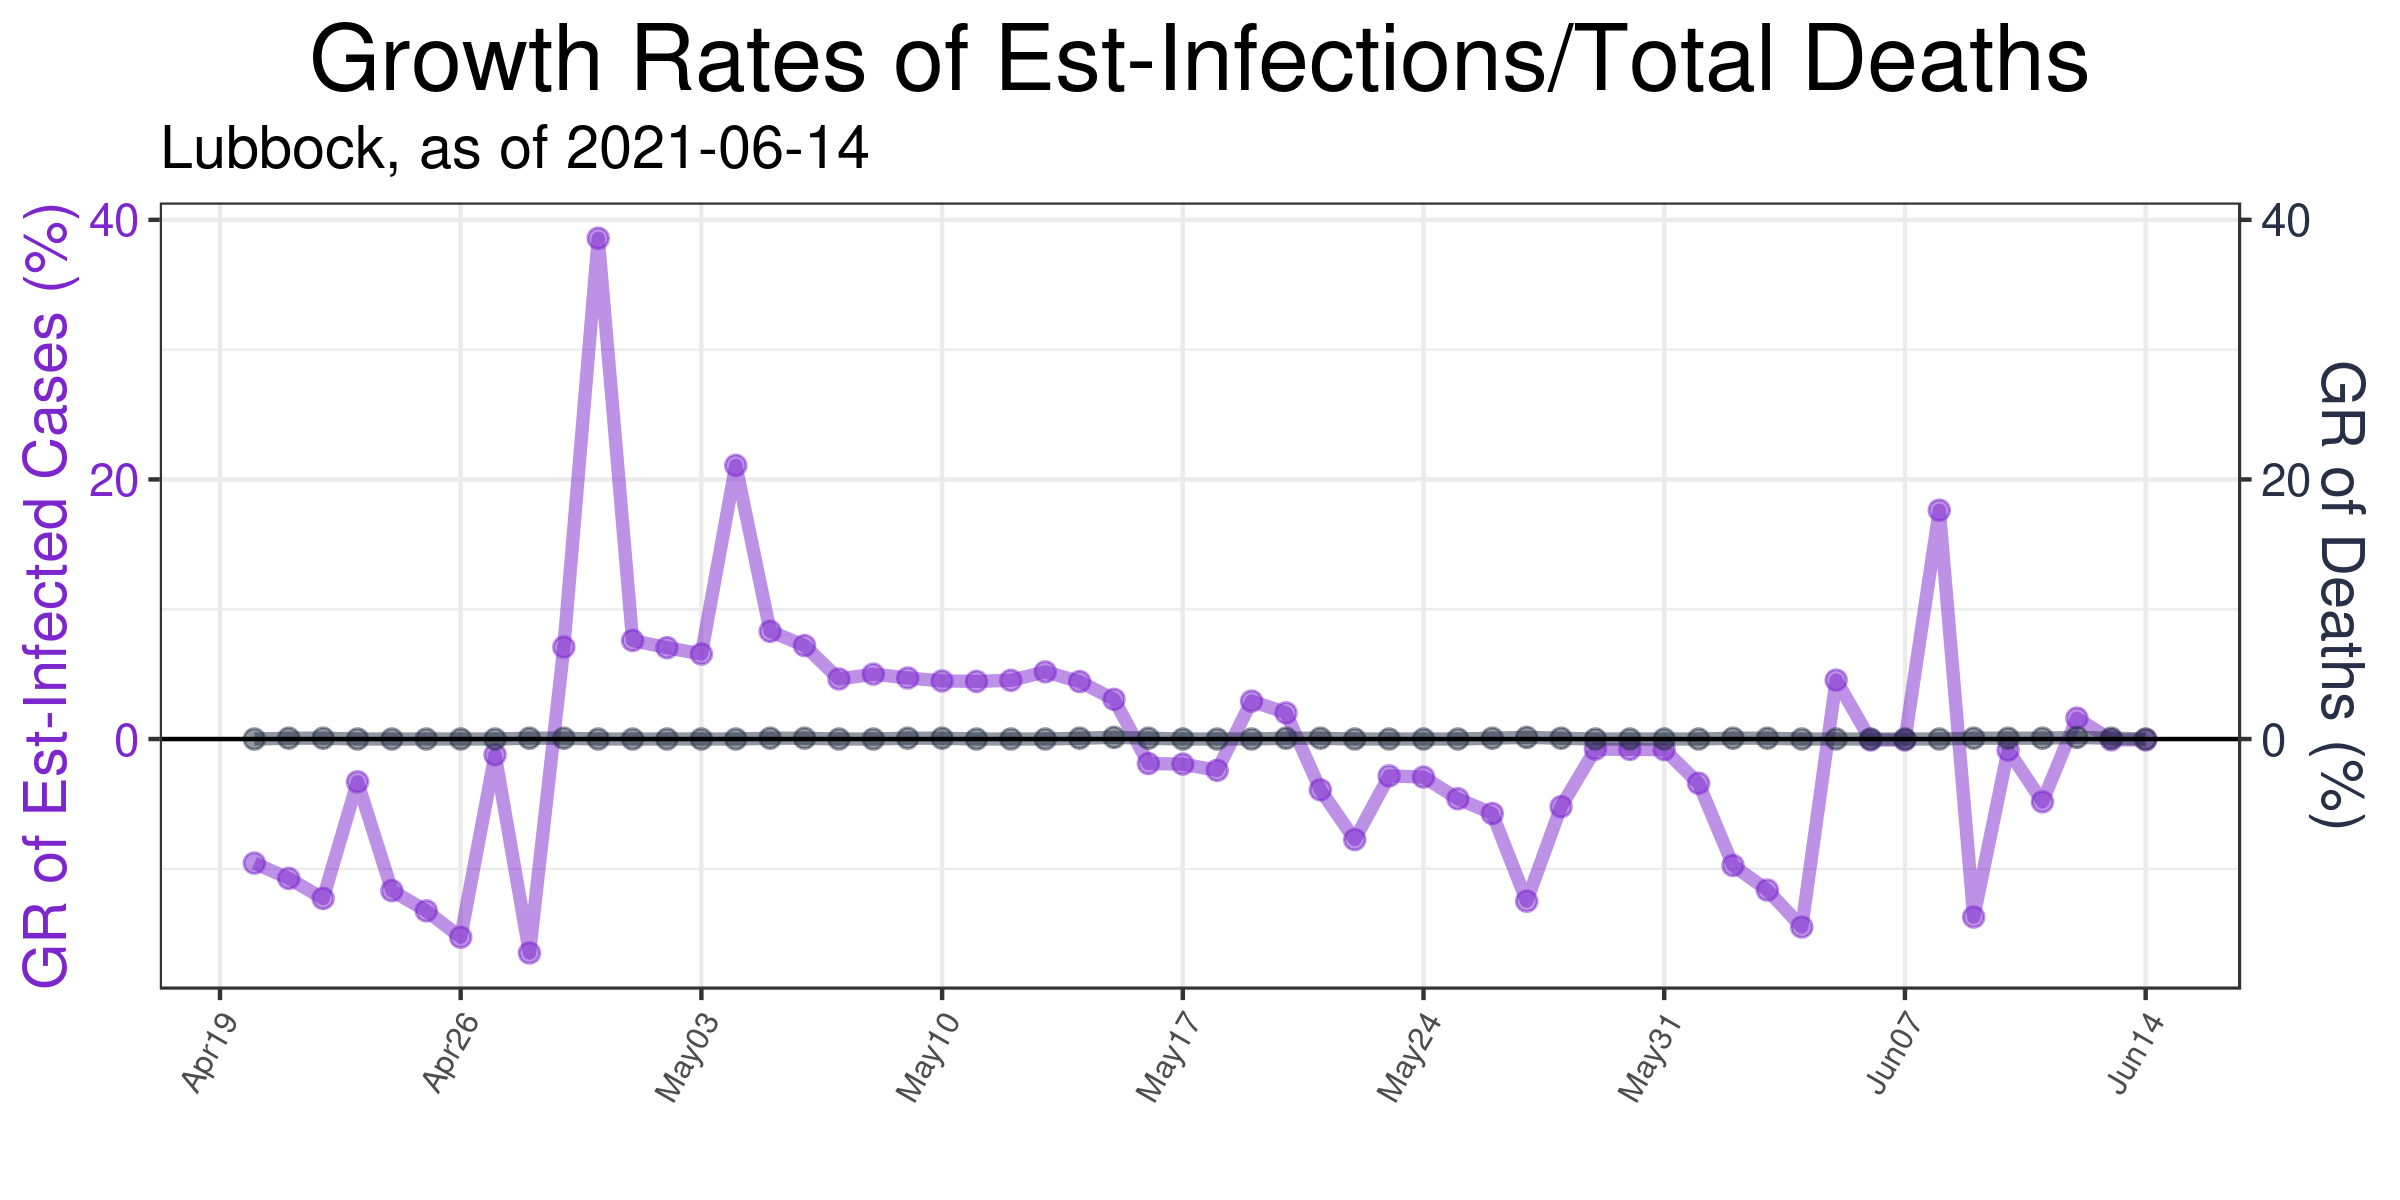 Growth Rates of Est-Infections/Total Deaths
Lubbock, as of 2021-06-14
GR of Est-Infected Cases (%)
40
20
0
40
20
0
GR of Deaths (%)
Apr19
Apr26
May03
May10
May17
May24
May31
Jun07
Jun14